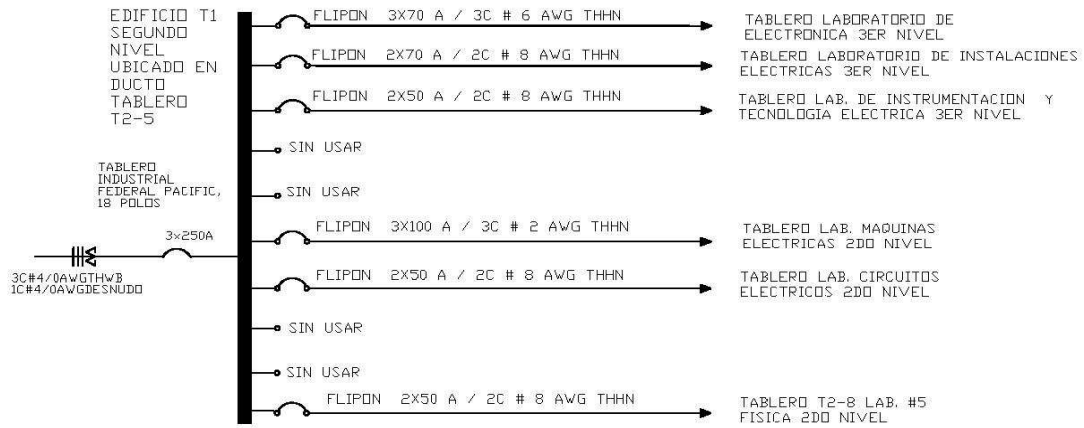 EDIFICIO T1
SEGUNDO
NIVEL
UBICADO EN
DUCTO
TABLERO
T2-5
TABLERO
INDUSTRIAL
FEDERAL PACIFIC,
18 POLOS
3x250A
3C#4/0AWGTHWB
1C#4/0AWGDESNUDO
FLIPON 3X70 A / 3C # 6 AWG THHN
TABLERO LABORATORIO DE
ELECTRONICA 3ER NIVEL
FLIPON 2X70 A / 2C # 8 AWG THHN
TABLERO LABORATORIO DE INSTALACIONES
ELECTRICAS 3ER NIVEL
FLIPON 2X50 A / 2C # 8 AWG THHN
TABLERO LAB. DE INSTRUMENTACION Y
TECNOLOGIA ELECTRICA 3ER NIVEL
SIN USAR
SIN USAR
FLIPON 3X100 A / 3C # 2 AWG THHN
TABLERO LAB. MAQUINAS
ELECTRICAS 2DO NIVEL
FLIPON 2X50 A / 2C # 8 AWG THHN
TABLERO LAB. CIRCUITOS
ELECTRICOS 2DO NIVEL
SIN USAR
SIN USAR
FLIPON 2X50 A / 2C # 8 AWG THHN
TABLERO T2-8 LAB. #5
FISICA 2DO NIVEL